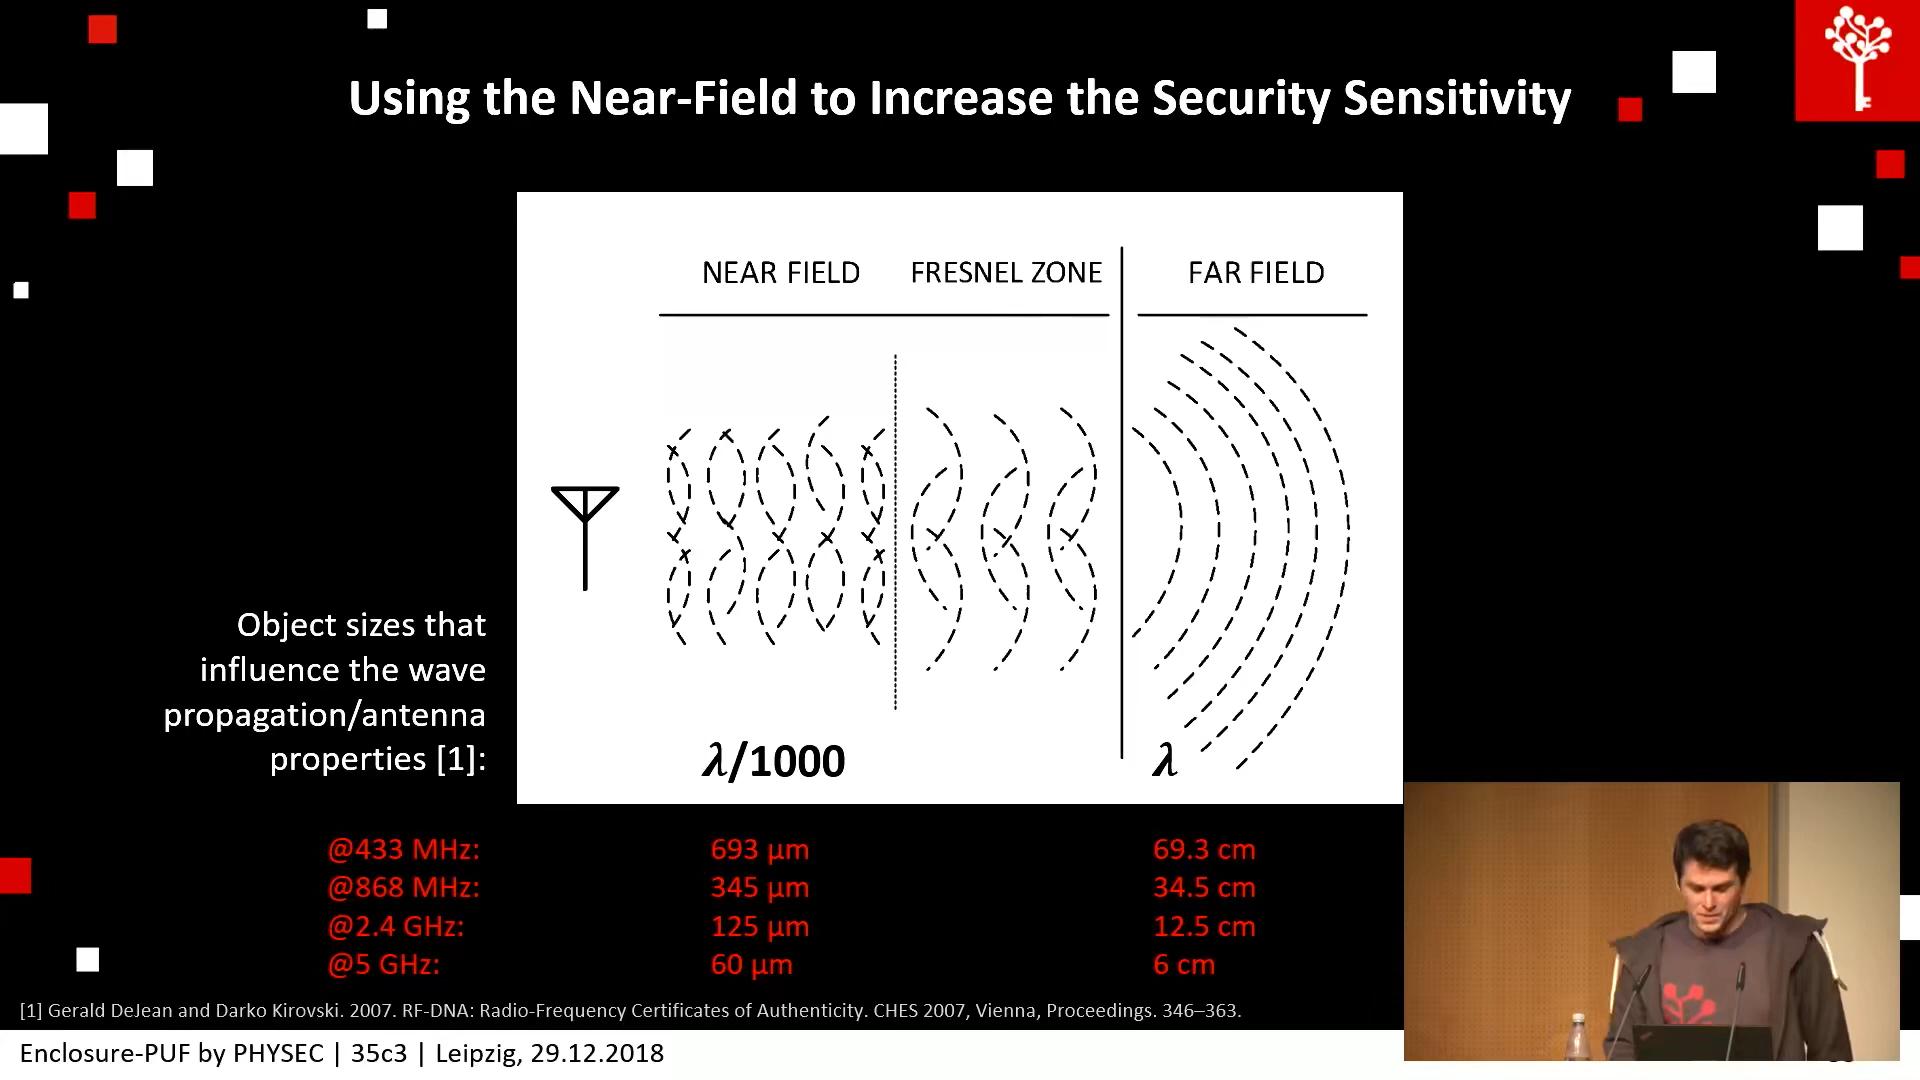 Using the Near-Field to Increase the Security Sensitivity
NEAR FIELD
FRESNEL ZONE
FAR FIELD
Object sizes that
influence the wave
propagation/antenna
properties [1]:
λ/1000
λ
@433 MHz: 693 µm 69.3 cm
@868 MHz: 345 µm 34.5 cm
@2.4 GHz: 125 µm 12.5 cm
@5 GHz: 60 µm 6 cm
[1] Gerald DeJean and Darko Kirovski. 2007. RF-DNA: Radio-Frequency Certificates of Authenticity. CHES 2007, Vienna, Proceedings. 346–363.
Enclosure-PUF by PHYSEC | 35c3 | Leipzig, 29.12.2018